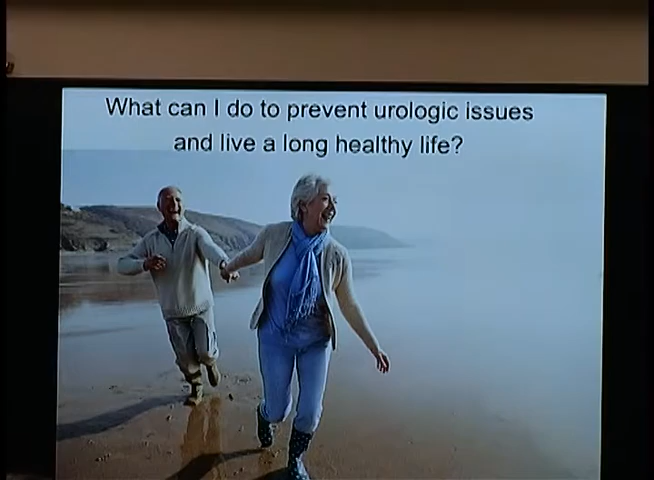 What can I do to prevent urologic issues
and live a long healthy life?